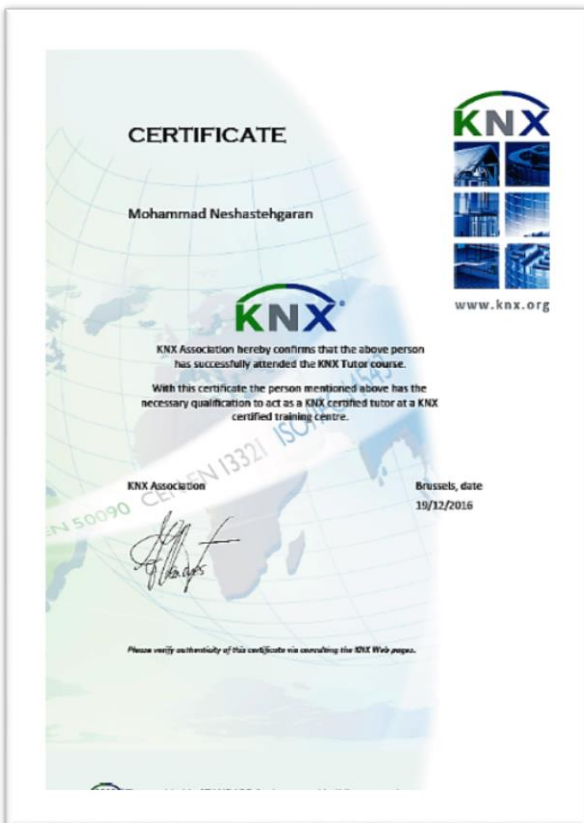 CERTIFICATE
KNX
Mohammad Neshastehgaran
www.knx.org
KNX®
KNX Association hereby confirms that the above person
has successfully attended the KNX Tutor course.
With this certificate the person mentioned above has the
necessary qualification to act as a KNX certified tutor at a KNX
certified training centre.
EN 50090 CEN EN 13321 ISO/IEC 14543
KNX Association
Brussels, date
19/12/2016
Please verify authenticity of this certificate via consulting the KNX Web pages.